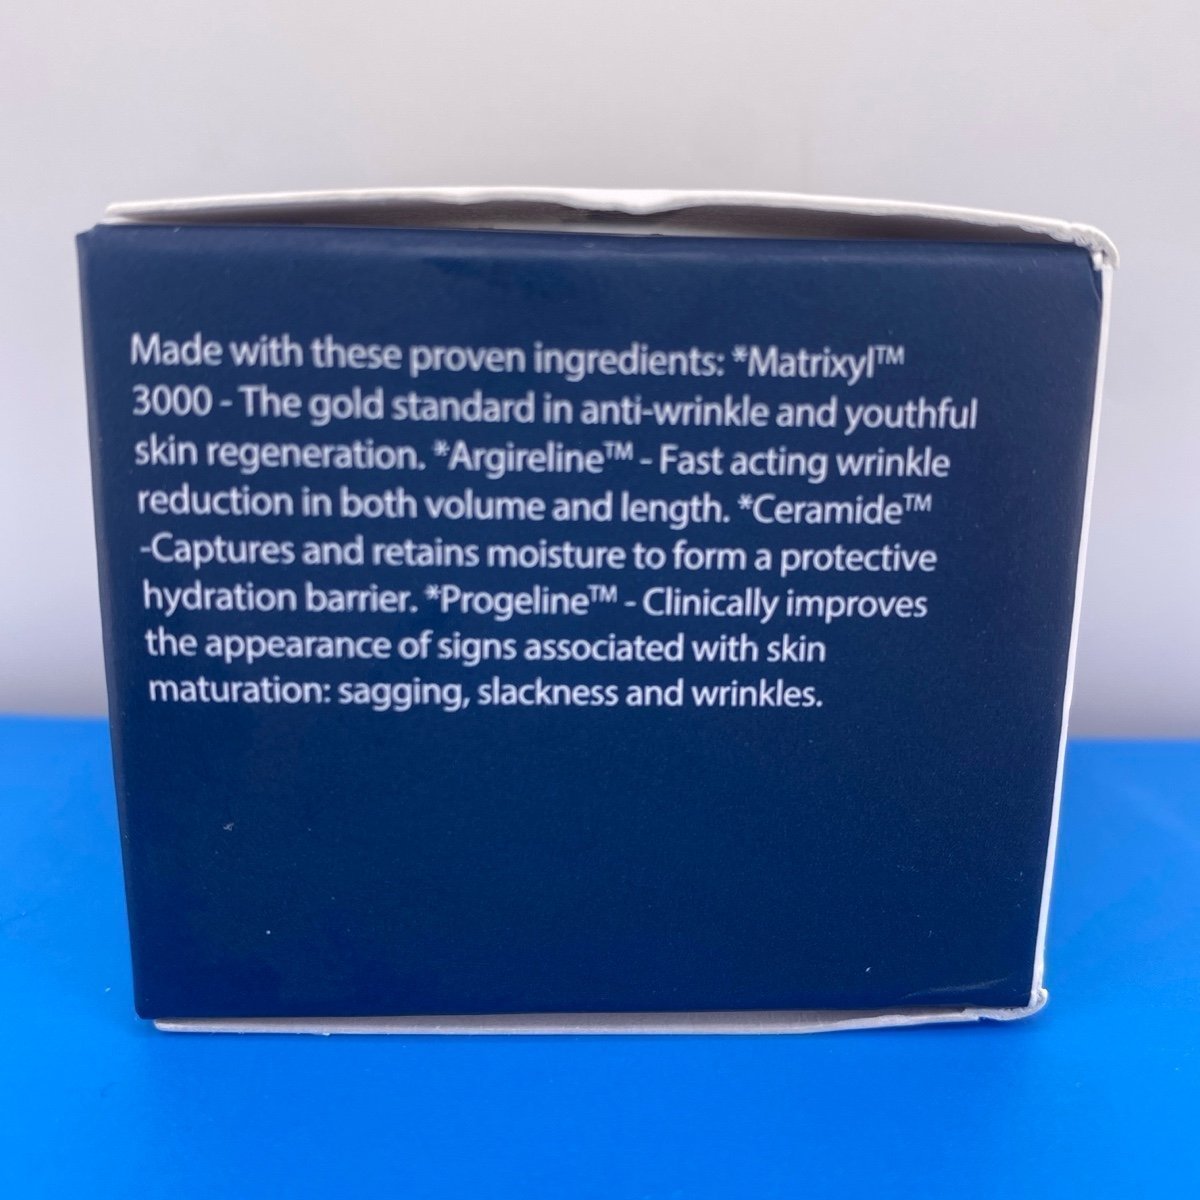 Made with these proven ingredients: *Matrixyl™
3000 - The gold standard in anti-wrinkle and youthful
skin regeneration. *Argireline™ - Fast acting wrinkle
reduction in both volume and length. *Ceramide™
-Captures and retains moisture to form a protective
hydration barrier. *Progeline™ - Clinically improves
the appearance of signs associated with skin
maturation: sagging, slackness and wrinkles.